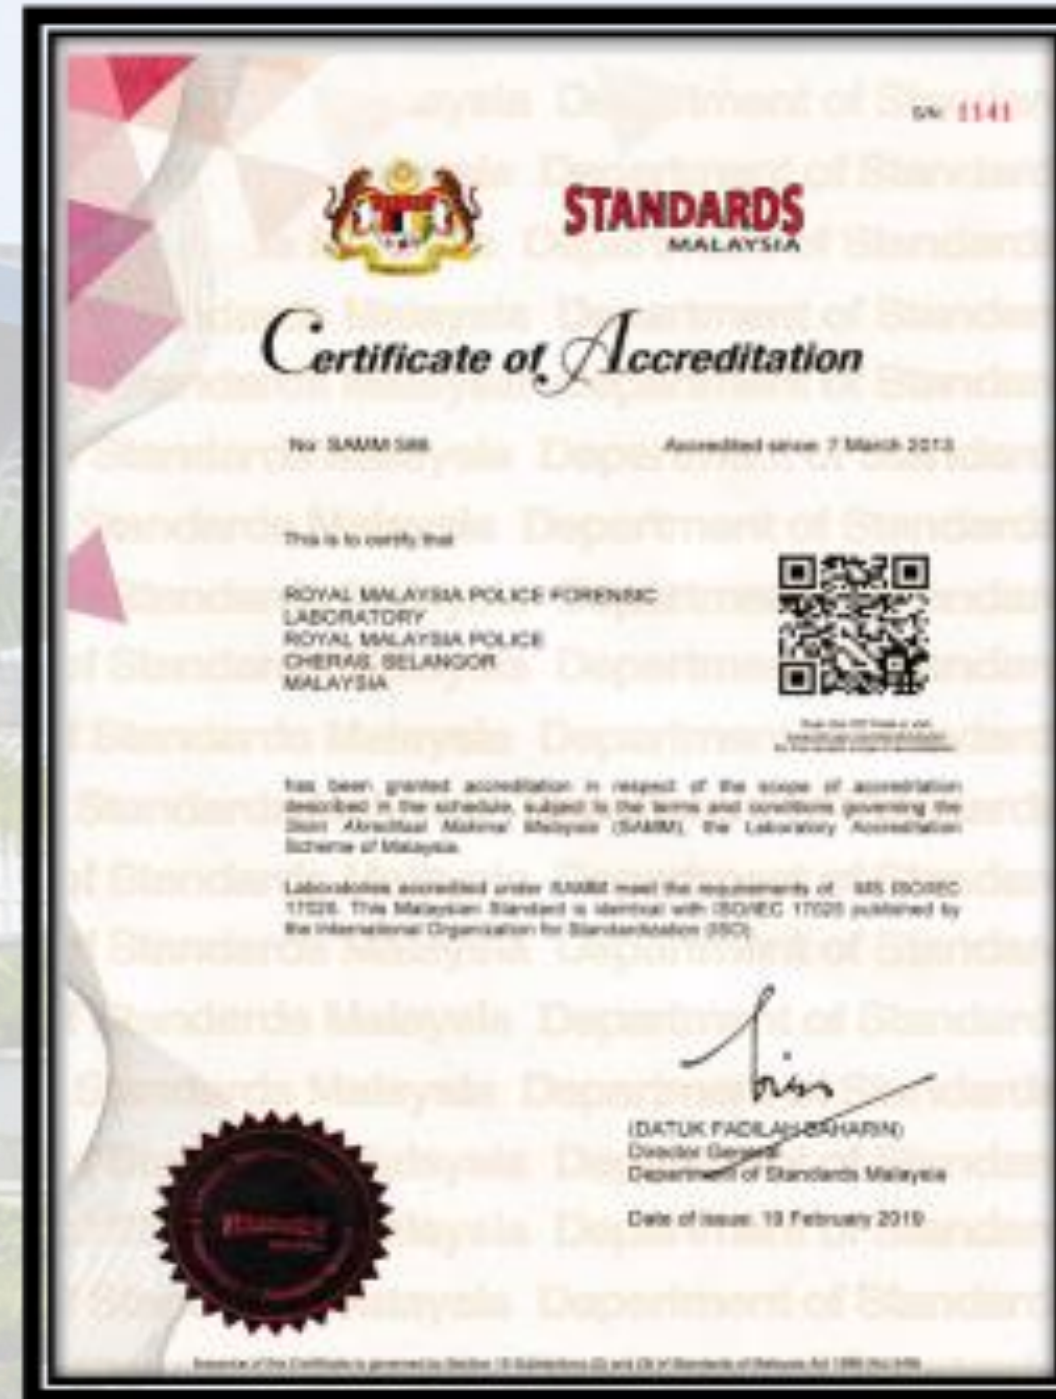 S/N: 1141
STANDARDS
MALAYSIA
Certificate of Accreditation
No: SAMM
Accredited since: 7 March 2013
This is to certify that
ROYAL MALAYSIA POLICE FORENSIC
LABORATORY
ROYAL MALAYSIA POLICE
CHERAS, SELANGOR
MALAYSIA
has been granted accreditation in respect of the scope of accreditation
described in the schedule, subject to the terms and conditions governing the
Skim Akreditasi Makmal Malaysia (SAMM), the Laboratory Accreditation
Scheme of Malaysia.
Laboratories accredited under SAMM meet the requirements of MS ISO/IEC
17025. This Malaysian Standard is identical with ISO/IEC 17025 published by
the International Organization for Standardization (ISO)
(DATUK FADILAH BAHARIN)
Director General
Department of Standards Malaysia
Date of issue: 19 February 2019